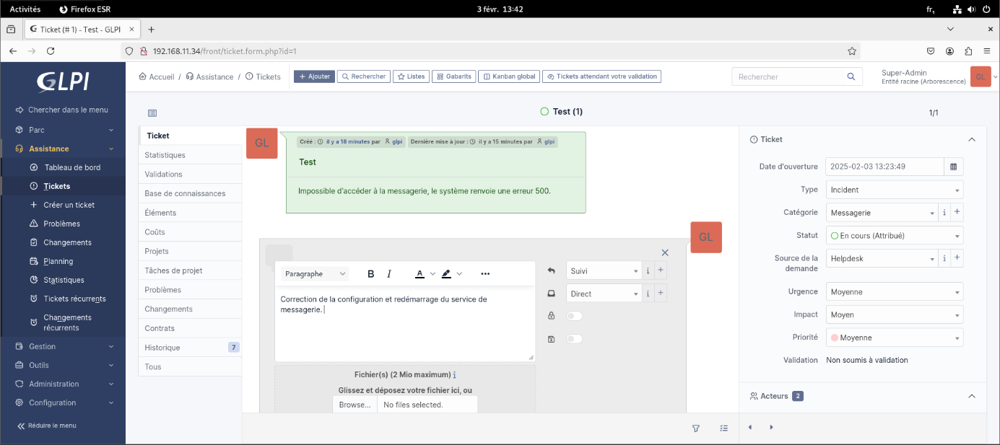 Activités
Firefox ESR
3 févr. 13:42
fr₁
Ticket (# 1) - Test - GLPI
192.168.11.34/front/ticket.form.php?id=1
GLPI
Chercher dans le menu
Parc
Assistance
Tableau de bord
Tickets
Créer un ticket
Problèmes
Changements
Planning
Statistiques
Tickets récurrents
Changements
récurrents
Gestion
Outils
Administration
Configuration
Réduire le menu
Accueil / Assistance / Tickets
Ajouter
Rechercher
Listes
Gabarits
Kanban global
Tickets attendant votre validation
Rechercher
Super-Admin
Entité racine (Arborescence)
GL
Test (1)
1/1
Ticket
Statistiques
Validations
Base de connaissances
Éléments
Coûts
Projets
Tâches de projet
Problèmes
Changements
Contrats
Historique 7
Tous
GL
Créé : il y a 18 minutes par glpi
Dernière mise à jour : il y a 15 minutes par glpi
Test
Impossible d'accéder à la messagerie, le système renvoie une erreur 500.
GL
Paragraphe
B I A
Correction de la configuration et redémarrage du service de
messagerie.
Suivi
Direct
Fichier(s) (2 Mio maximum)
Glissez et déposez votre fichier ici, ou
Browse... No files selected.
Ticket
Date d'ouverture 2025-02-03 13:23:49
Type Incident
Catégorie Messagerie
Statut En cours (Attribué)
Source de la
demande
Helpdesk
Urgence Moyenne
Impact Moyen
Priorité Moyenne
Validation Non soumis à validation
Acteurs 2